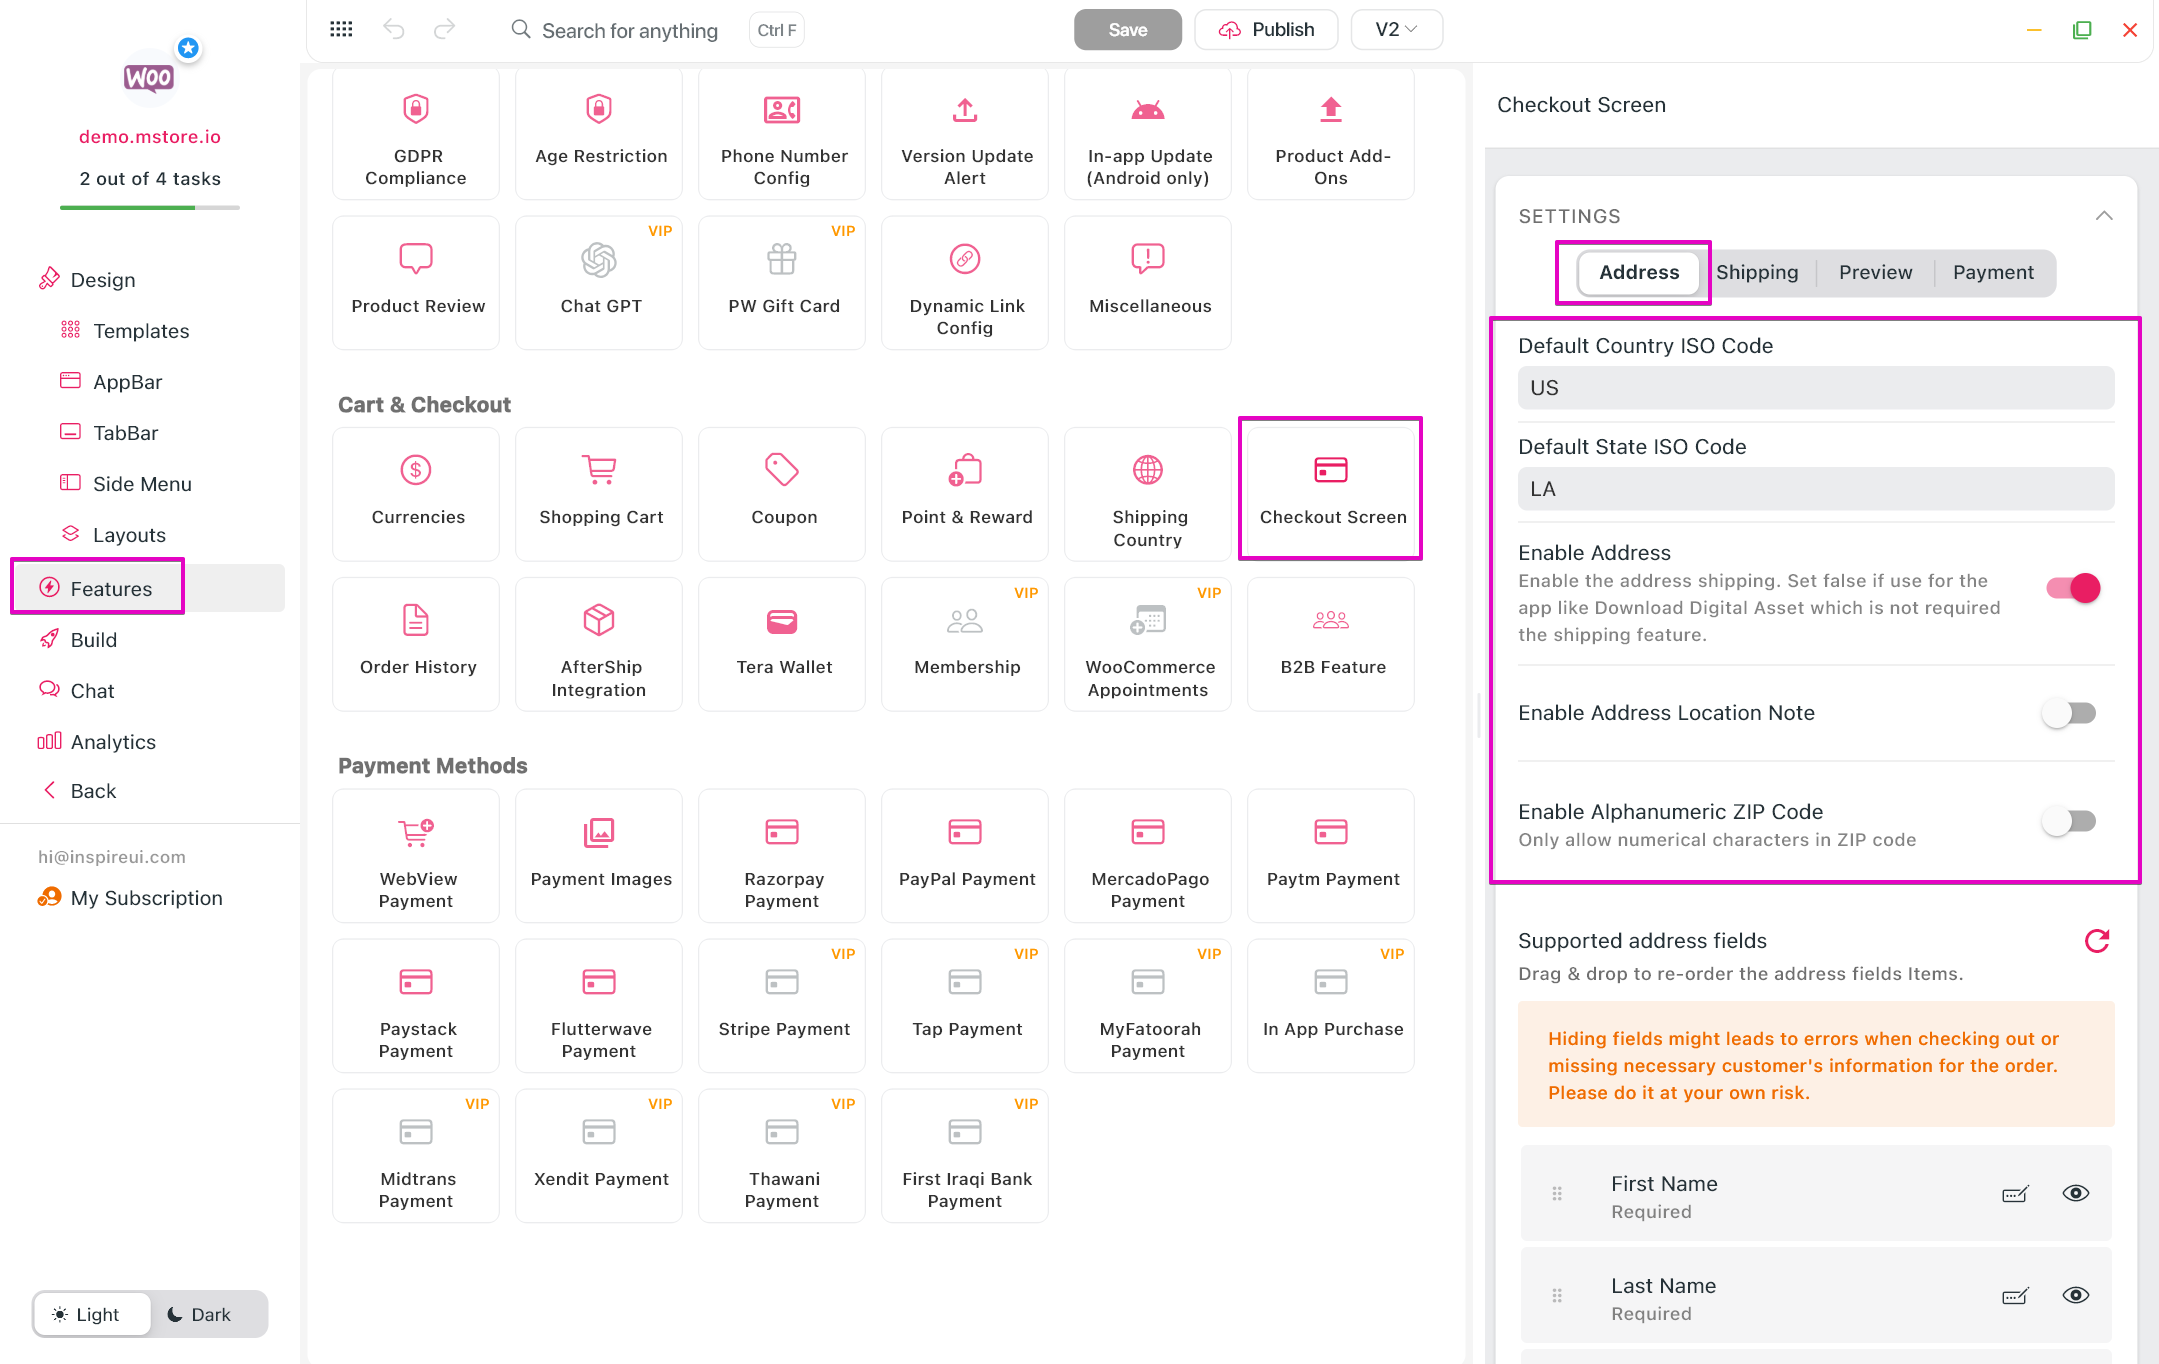 WOO
demo.mstore.io
2 out of 4 tasks
Design
Templates
AppBar
TabBar
Side Menu
Layouts
Features
Build
Chat
Analytics
Back
hi@inspireui.com
My Subscription
Light
Dark
Search for anything
Ctrl F
Save
Publish
V2
GDPR
Compliance
Age Restriction
Phone Number
Config
Version Update
Alert
In-app Update
(Android only)
Product Add-
Ons
Product Review
VIP
Chat GPT
VIP
PW Gift Card
Dynamic Link
Config
Miscellaneous
Cart & Checkout
Currencies
Shopping Cart
Coupon
Point & Reward
Shipping
Country
Checkout Screen
Order History
AfterShip
Integration
Tera Wallet
VIP
Membership
VIP
WooCommerce
Appointments
B2B Feature
Payment Methods
WebView
Payment
Payment Images
Razorpay
Payment
PayPal Payment
MercadoPago
Payment
Paytm Payment
Paystack
Payment
Flutterwave
Payment
VIP
Stripe Payment
VIP
Tap Payment
VIP
MyFatoorah
Payment
VIP
In App Purchase
VIP
Midtrans
Payment
VIP
Xendit Payment
VIP
Thawani
Payment
VIP
First Iraqi Bank
Payment
Checkout Screen
SETTINGS
Address
Shipping
Preview
Payment
Default Country ISO Code
US
Default State ISO Code
LA
Enable Address
Enable the address shipping. Set false if use for the
app like Download Digital Asset which is not required
the shipping feature.
Enable Address Location Note
Enable Alphanumeric ZIP Code
Only allow numerical characters in ZIP code
Supported address fields
Drag & drop to re-order the address fields Items.
Hiding fields might leads to errors when checking out or
missing necessary customer's information for the order.
Please do it at your own risk.
First Name
Required
Last Name
Required